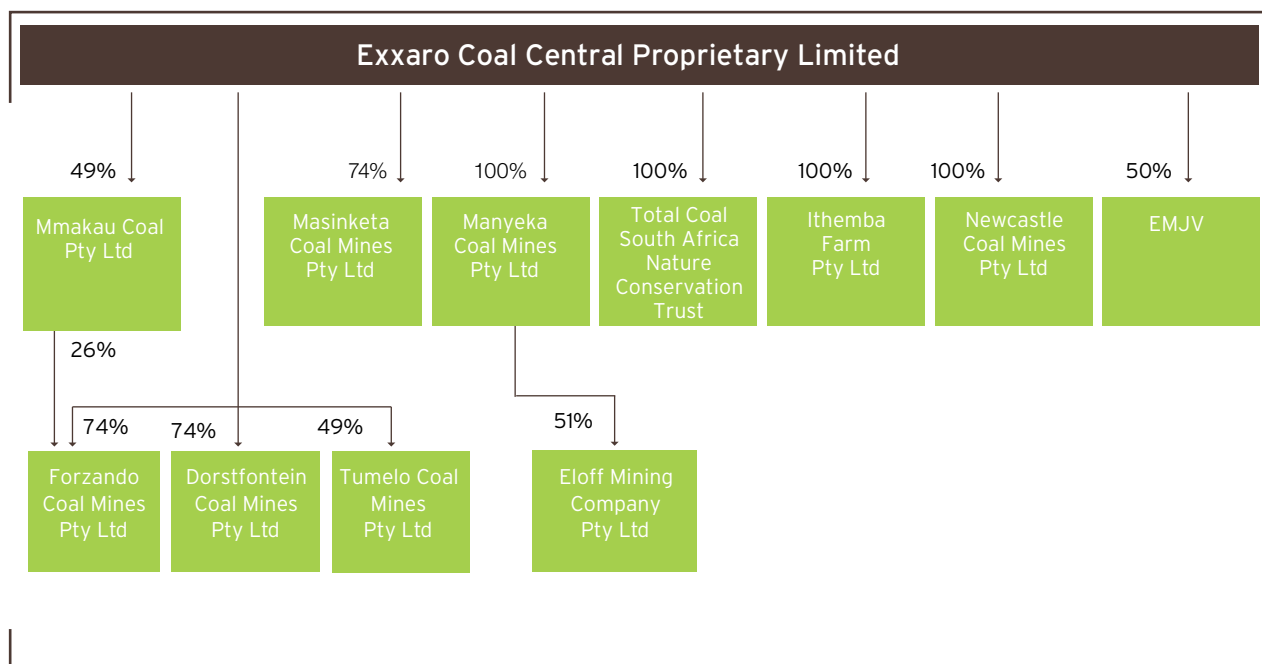 Exxaro Coal Central Proprietary Limited
49%
74%
100%
100%
100%
100%
50%
Mmakau Coal
Pty Ltd
Masinketa
Coal Mines
Pty Ltd
Manyeka
Coal Mines
Pty Ltd
Total Coal
South Africa
Nature
Conservation
Trust
Ithemba
Farm
Pty Ltd
Newcastle
Coal Mines
Pty Ltd
EMJV
26%
74%
74%
49%
51%
Forzando
Coal Mines
Pty Ltd
Dorstfontein
Coal Mines
Pty Ltd
Tumelo Coal
Mines
Pty Ltd
Eloff Mining
Company
Pty Ltd